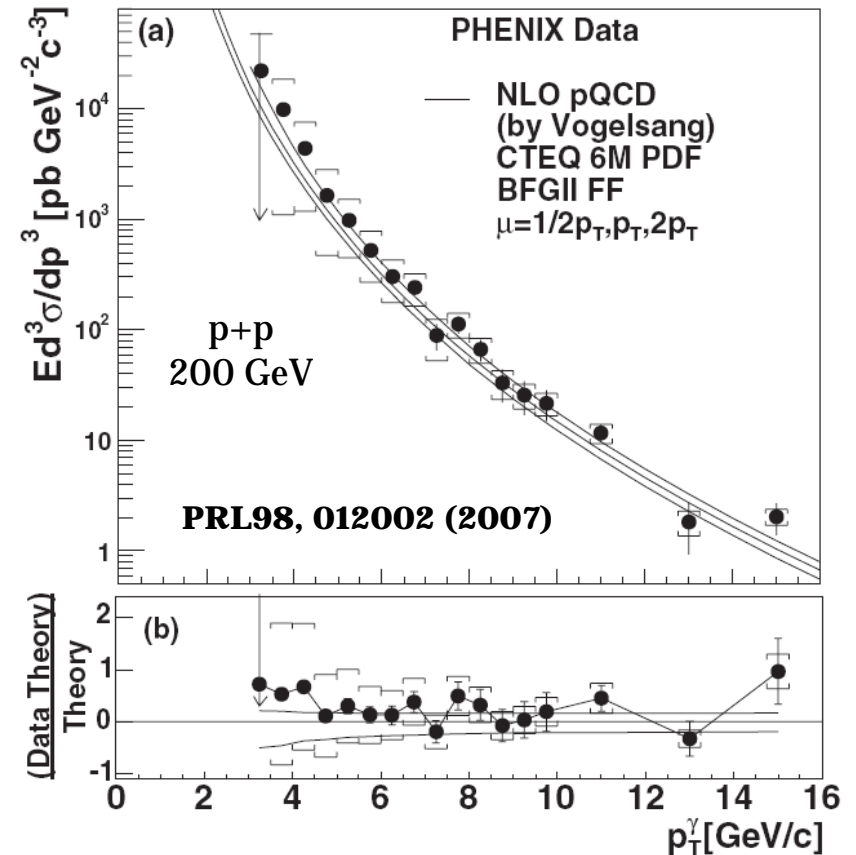 (a)
PHENIX Data
NLO pQCD
(by Vogelsang)
CTEQ 6M PDF
BFGII FF
μ=1/2p_T,p_T,2p_T
Ed³σ/dp³ [pb GeV⁻²c⁻³]
10⁴
10³
10²
10
1
p+p
200 GeV
PRL98, 012002 (2007)
(b)
(Data Theory)
Theory
2
1
0
-1
0 2 4 6 8 10 12 14 16
p_T^γ[GeV/c]